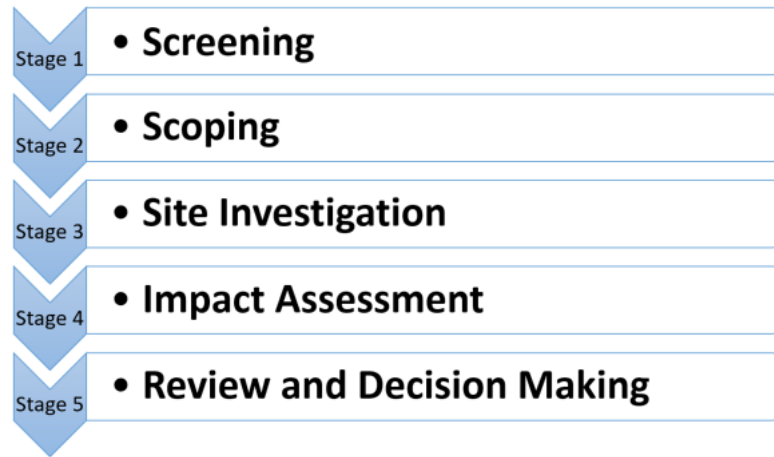 Stage 1
• Screening
Stage 2
• Scoping
Stage 3
• Site Investigation
Stage 4
• Impact Assessment
Stage 5
• Review and Decision Making